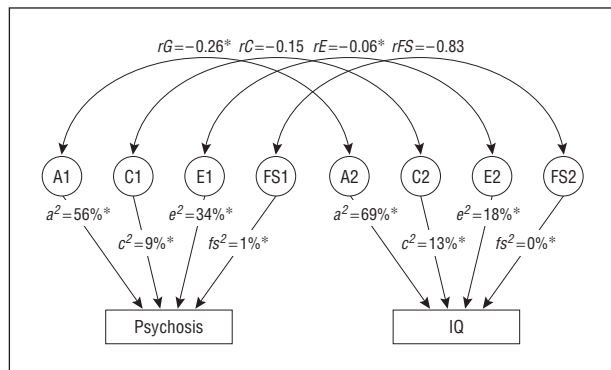 rG=−0.26* rC=−0.15 rE=−0.06* rFS=−0.83
A1 C1 E1 FS1 A2 C2 E2 FS2
a²=56%* e²=34%* a²=69%* e²=18%*
c²=9%* fs²=1%* c²=13%* fs²=0%*
Psychosis IQ